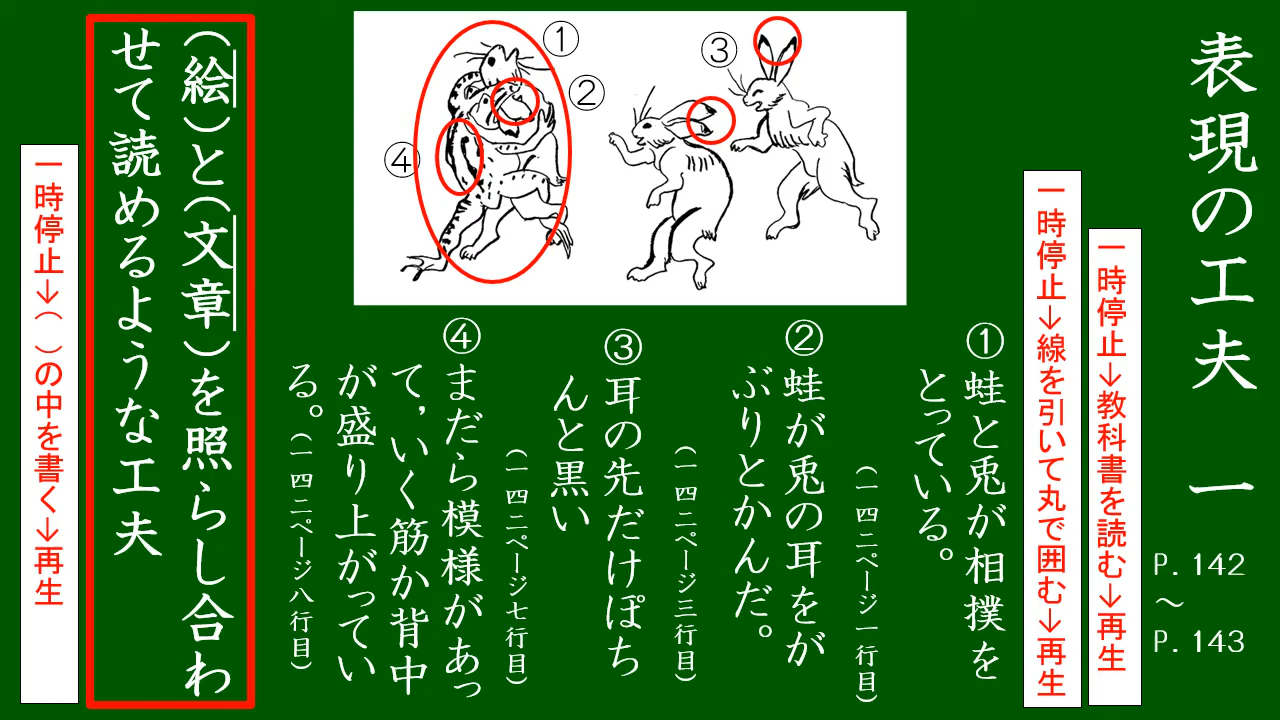 表現の工夫 一
P.142
～
P.143
一時停止→教科書を読む→再生
一時停止→線を引いて丸で囲む→再生
①
②
③
④
①蛙と兎が相撲を
とっている。
（一四二ページ一行目）
②蛙が兎の耳をが
ぶりとかんだ。
（一四二ページ三行目）
③耳の先だけぽち
んと黒い
（一四二ページ七行目）
④まだら模様があっ
て，いく筋か背中
が盛り上がってい
る。（一四二ページ八行目）
（絵）と（文章）を照らし合わ
せて読めるような工夫
一時停止→（ ）の中を書く→再生